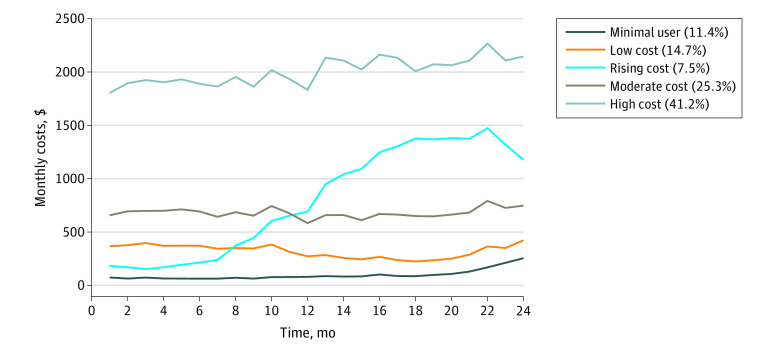 2500
2000
1500
1000
500
0
Monthly costs, $
0 2 4 6 8 10 12 14 16 18 20 22 24
Time, mo
Minimal user (11.4%)
Low cost (14.7%)
Rising cost (7.5%)
Moderate cost (25.3%)
High cost (41.2%)